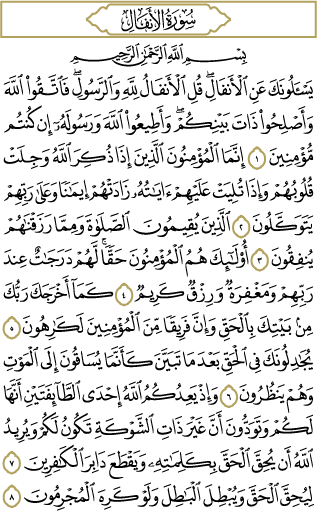 سُورَةُ الْأَنفَالِ
بِسْمِ اللَّهِ الرَّحْمَٰنِ الرَّحِيمِ
يَسْـَٔلُونَكَ عَنِ ٱلْأَنفَالِ ۖ قُلِ ٱلْأَنفَالُ لِلَّهِ وَٱلرَّسُولِ ۖ فَٱتَّقُوا۟ ٱللَّهَ
وَأَصْلِحُوا۟ ذَاتَ بَيْنِكُمْ ۖ وَأَطِيعُوا۟ ٱللَّهَ وَرَسُولَهُۥٓ إِن كُنتُم
مُّؤْمِنِينَ ١ إِنَّمَا ٱلْمُؤْمِنُونَ ٱلَّذِينَ إِذَا ذُكِرَ ٱللَّهُ وَجِلَتْ
قُلُوبُهُمْ وَإِذَا تُلِيَتْ عَلَيْهِمْ ءَايَٰتُهُۥ زَادَتْهُمْ إِيمَٰنًا وَعَلَىٰ رَبِّهِمْ
يَتَوَكَّلُونَ ٢ ٱلَّذِينَ يُقِيمُونَ ٱلصَّلَوٰةَ وَمِمَّا رَزَقْنَٰهُمْ
يُنفِقُونَ ٣ أُو۟لَٰٓئِكَ هُمُ ٱلْمُؤْمِنُونَ حَقًّا ۚ لَّهُمْ دَرَجَٰتٌ عِندَ
رَبِّهِمْ وَمَغْفِرَةٌ وَرِزْقٌ كَرِيمٌ ٤ كَمَآ أَخْرَجَكَ رَبُّكَ
مِنۢ بَيْتِكَ بِٱلْحَقِّ وَإِنَّ فَرِيقًا مِّنَ ٱلْمُؤْمِنِينَ لَكَٰرِهُونَ ٥
يُجَٰدِلُونَكَ فِى ٱلْحَقِّ بَعْدَ مَا تَبَيَّنَ كَأَنَّمَا يُسَاقُونَ إِلَى ٱلْمَوْتِ
وَهُمْ يَنظُرُونَ ٦ وَإِذْ يَعِدُكُمُ ٱللَّهُ إِحْدَى ٱلطَّآئِفَتَيْنِ أَنَّهَا
لَكُمْ وَتَوَدُّونَ أَنَّ غَيْرَ ذَاتِ ٱلشَّوْكَةِ تَكُونُ لَكُمْ وَيُرِيدُ
ٱللَّهُ أَن يُحِقَّ ٱلْحَقَّ بِكَلِمَٰتِهِۦ وَيَقْطَعَ دَابِرَ ٱلْكَٰفِرِينَ ٧
لِيُحِقَّ ٱلْحَقَّ وَيُبْطِلَ ٱلْبَٰطِلَ وَلَوْ كَرِهَ ٱلْمُجْرِمُونَ ٨